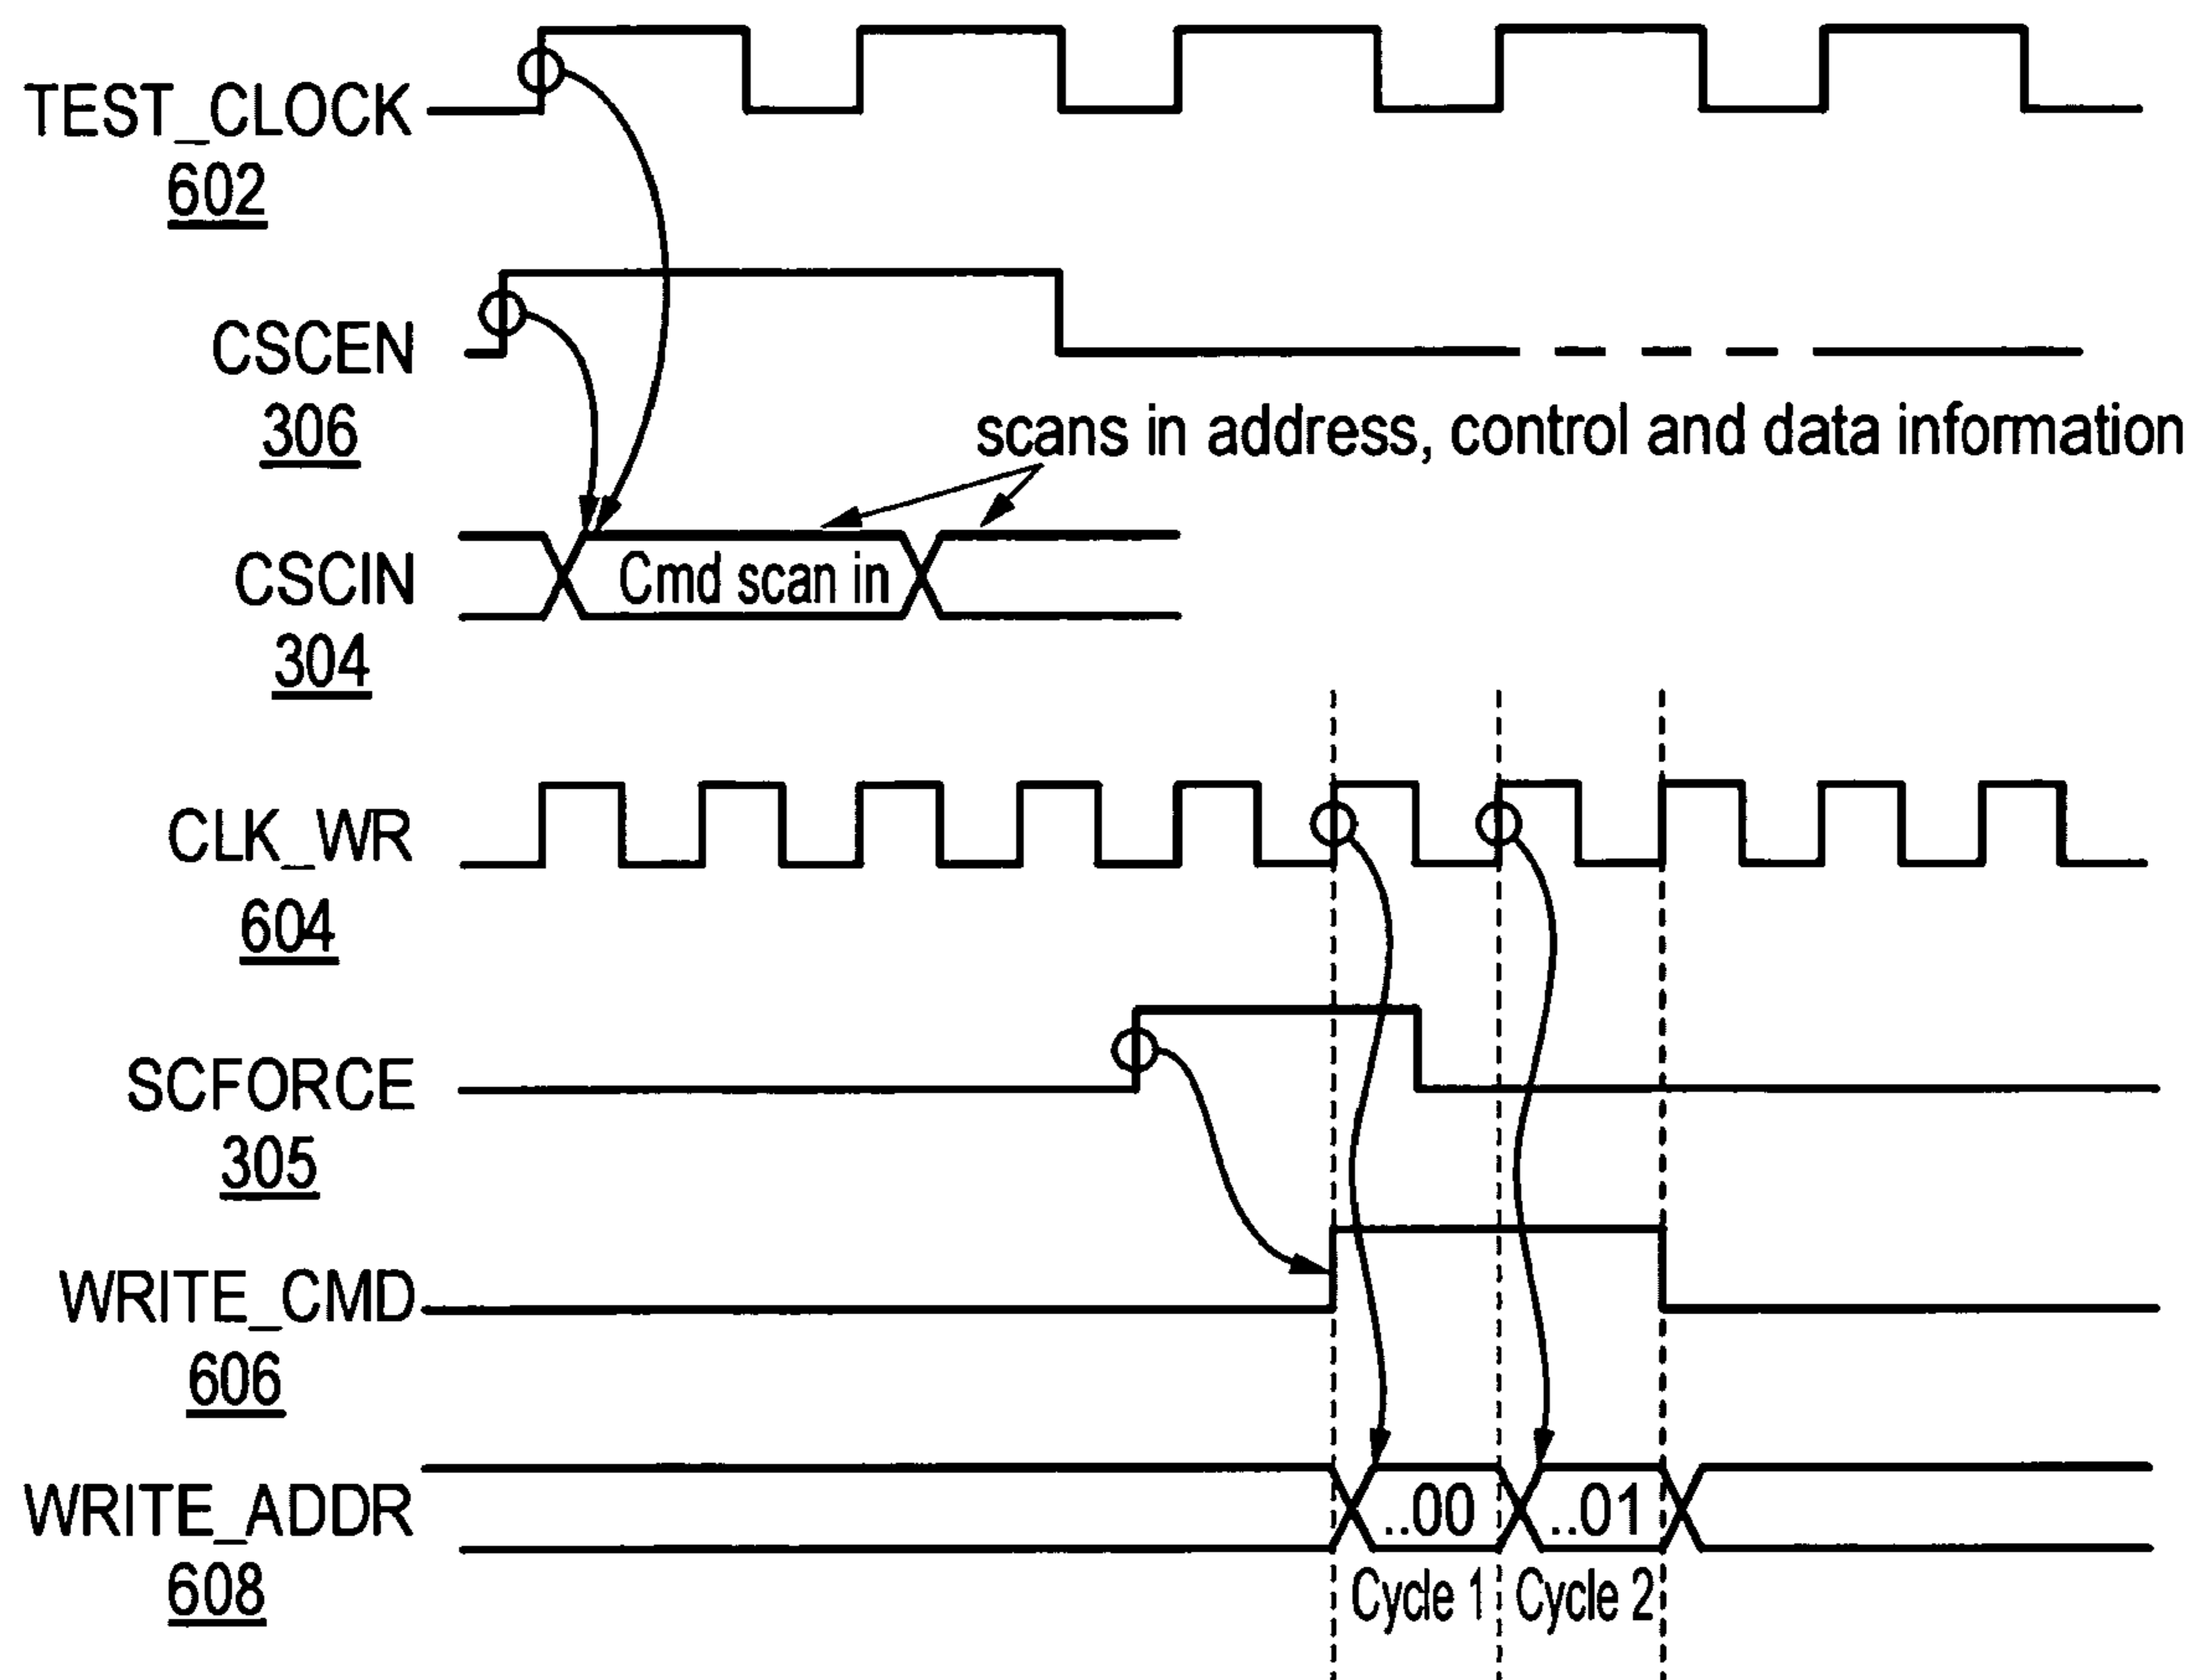 TEST_CLOCK
602
CSCEN
306
scans in address, control and data information
CSCIN
Cmd scan in
304
CLK_WR
604
SCFORCE
305
WRITE_CMD
606
WRITE_ADDR
..00
..01
608
Cycle 1
Cycle 2